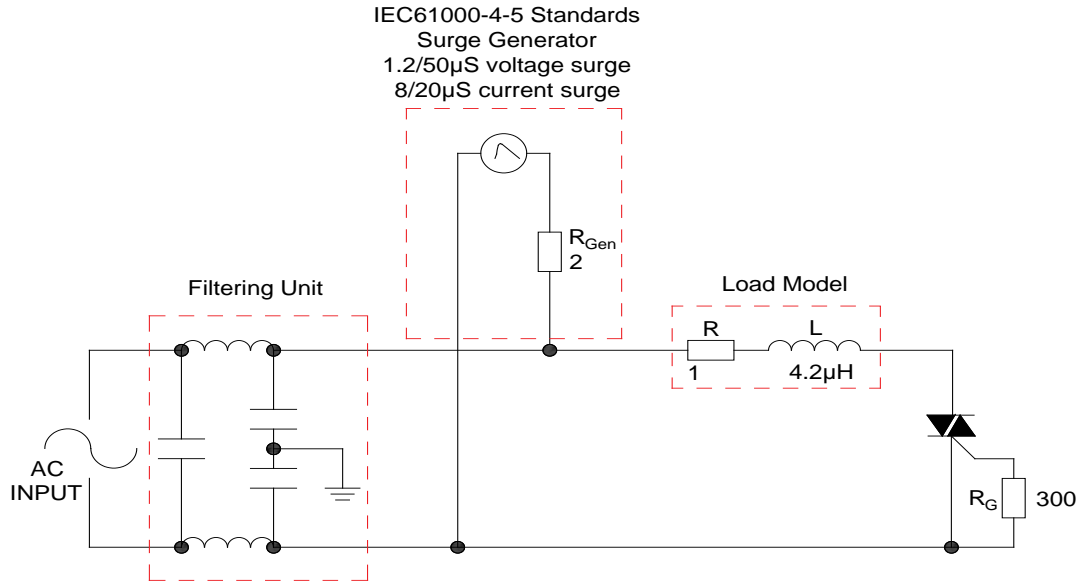 IEC61000-4-5 Standards
Surge Generator
1.2/50µS voltage surge
8/20µS current surge
RGen
2
Filtering Unit
Load Model
R
L
1
4.2µH
AC
INPUT
RG
300